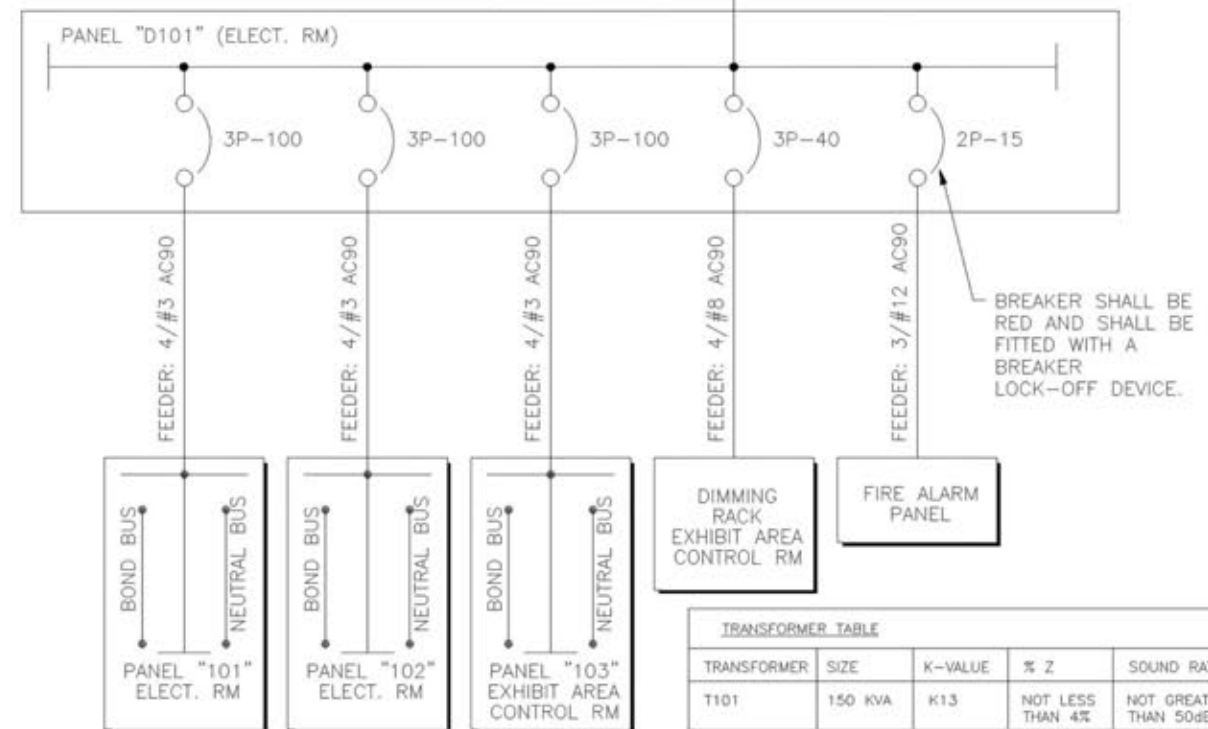 PANEL "D101" (ELECT. RM)
3P-100
3P-100
3P-100
3P-40
2P-15
FEEDER: 4/#3 AC90
FEEDER: 4/#3 AC90
FEEDER: 4/#3 AC90
FEEDER: 4/#8 AC90
FEEDER: 3/#12 AC90
BREAKER SHALL BE
RED AND SHALL BE
FITTED WITH A
BREAKER
LOCK-OFF DEVICE.
BOND BUS
NEUTRAL BUS
PANEL "101"
ELECT. RM
BOND BUS
NEUTRAL BUS
PANEL "102"
ELECT. RM
BOND BUS
NEUTRAL BUS
PANEL "103"
EXHIBIT AREA
CONTROL RM
DIMMING
RACK
EXHIBIT AREA
CONTROL RM
FIRE ALARM
PANEL
TRANSFORMER TABLE
TRANSFORMER SIZE K-VALUE % Z SOUND
T101 150 KVA K13 NOT LESS NOT
THAN 4% THAN